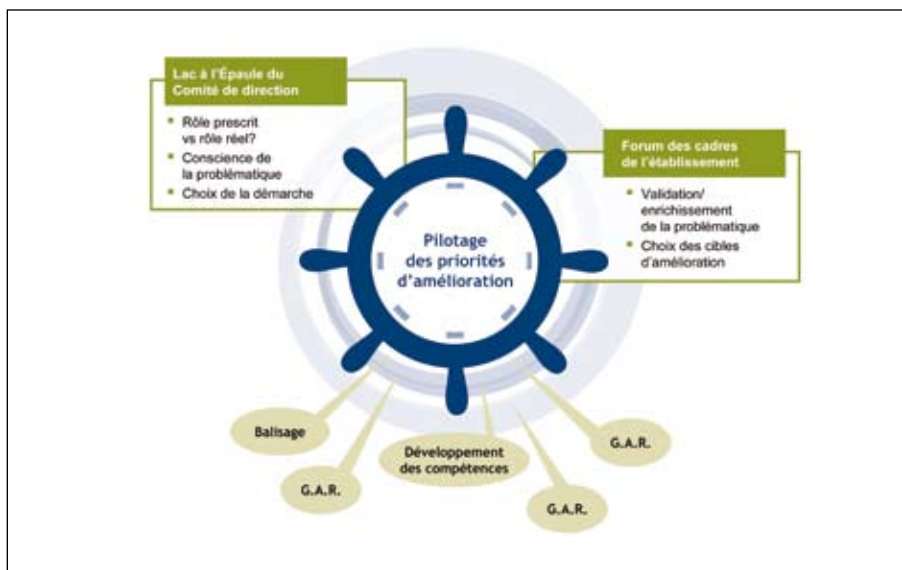 Lac à l'Épaule du
Comité de direction
Rôle prescrit
vs rôle réel?
Conscience de
la problématique
Choix de la démarche
Forum des cadres
de l'établissement
Validation/
enrichissement
de la problématique
Choix des cibles
d'amélioration
Pilotage
des priorités
d'amélioration
Balisage
G.A.R.
Développement
des compétences
G.A.R.
G.A.R.